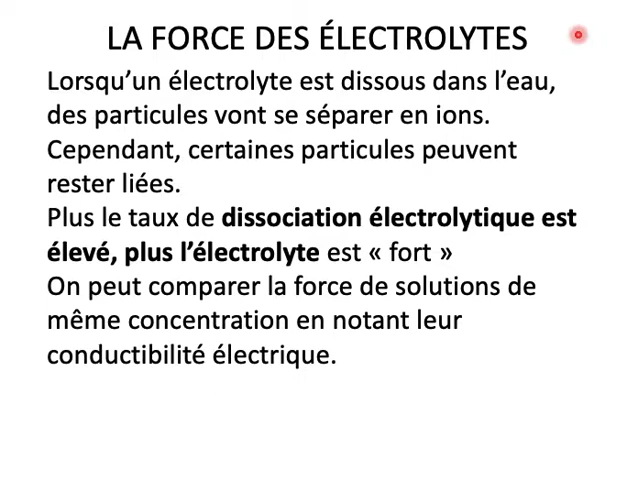 LA FORCE DES ÉLECTROLYTES
Lorsqu’un électrolyte est dissous dans l’eau,
des particules vont se séparer en ions.
Cependant, certaines particules peuvent
rester liées.
Plus le taux de dissociation électrolytique est
élevé, plus l’électrolyte est « fort »
On peut comparer la force de solutions de
même concentration en notant leur
conductibilité électrique.